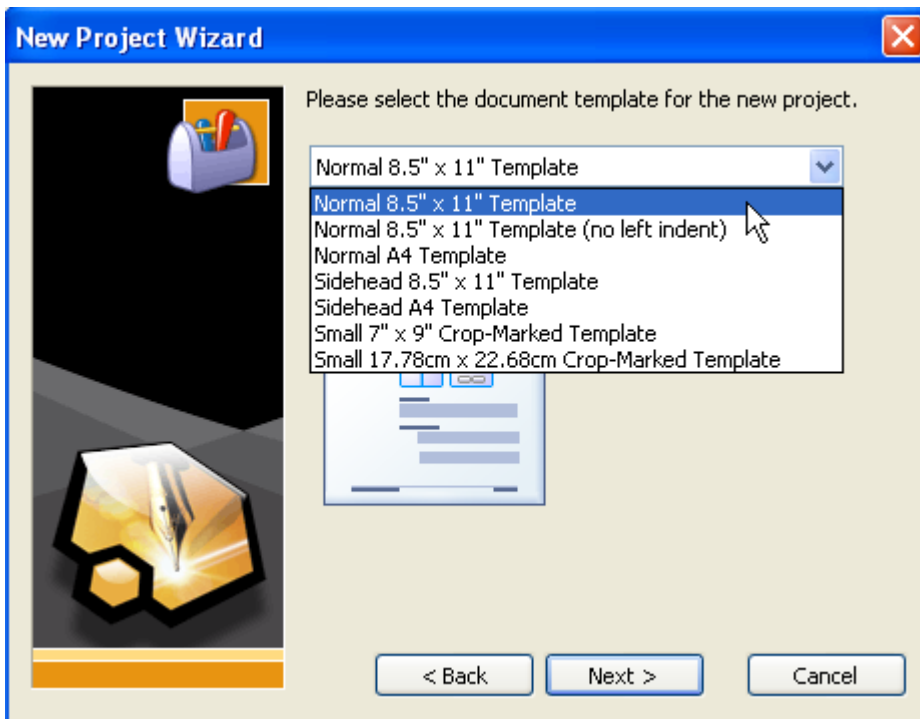 New Project Wizard
Please select the document template for the new project.
Normal 8.5" x 11" Template
Normal 8.5" x 11" Template
Normal 8.5" x 11" Template (no left indent)
Normal A4 Template
Sidehead 8.5" x 11" Template
Sidehead A4 Template
Small 7" x 9" Crop-Marked Template
Small 17.78cm x 22.68cm Crop-Marked Template
< Back Next > Cancel